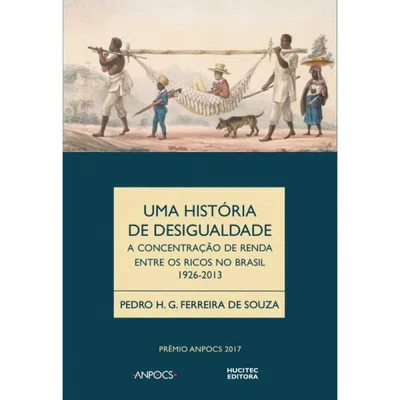 UMA HISTÓRIA
DE DESIGUALDADE
A CONCENTRAÇÃO DE RENDA
ENTRE OS RICOS NO BRASIL
1926-2013
PEDRO H. G. FERREIRA DE SOUZA
PRÊMIO ANPOCS 2017
ANPOCS
HUCITEC
EDITORA